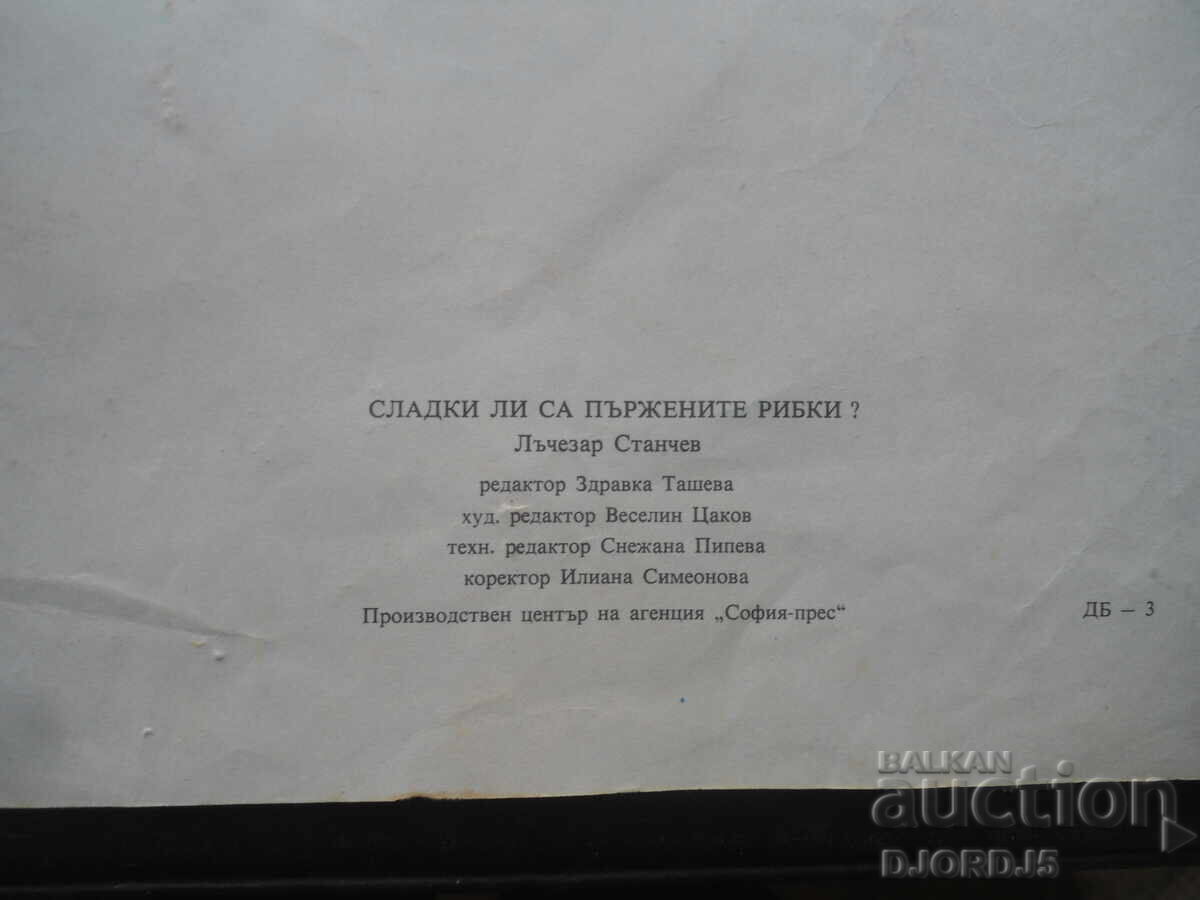 СЛАДКИ ЛИ СА ПЪРЖЕНИТЕ РИБКИ ?
Лъчезар Станчев
редактор Здравка Ташева
худ. редактор Веселин Цаков
техн. редактор Снежана Пипева
коректор Илиана Симеонова
Производствен център на агенция „София-прес“
ДБ — 3
BALKAN
auction
DJORDJ5